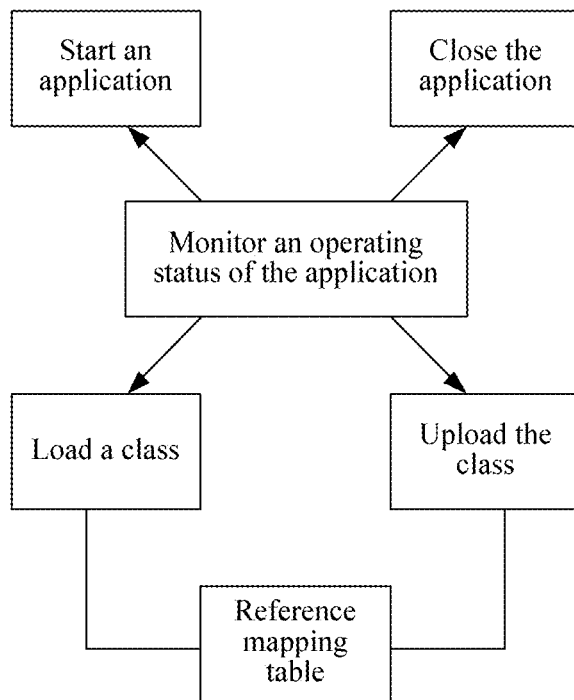 Start an
application
Close the
application
Monitor an operating
status of the application
Load a class
Upload the
class
Reference
mapping
table